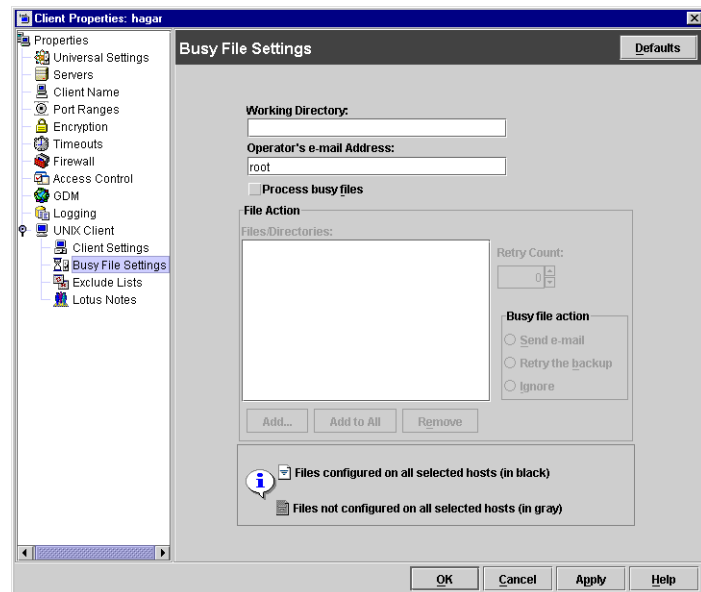 Client Properties: hagar
Properties
Universal Settings
Servers
Client Name
Port Ranges
Encryption
Timeouts
Firewall
Access Control
GDM
Logging
UNIX Client
Client Settings
Busy File Settings
Exclude Lists
Lotus Notes
Busy File Settings
Defaults
Working Directory:
Operator's e-mail Address:
root
Process busy files
File Action
Files/Directories:
Retry Count:
0
Busy file action
Send e-mail
Retry the backup
Ignore
Add...
Add to All
Remove
Files configured on all selected hosts (in black)
Files not configured on all selected hosts (in gray)
OK
Cancel
Apply
Help